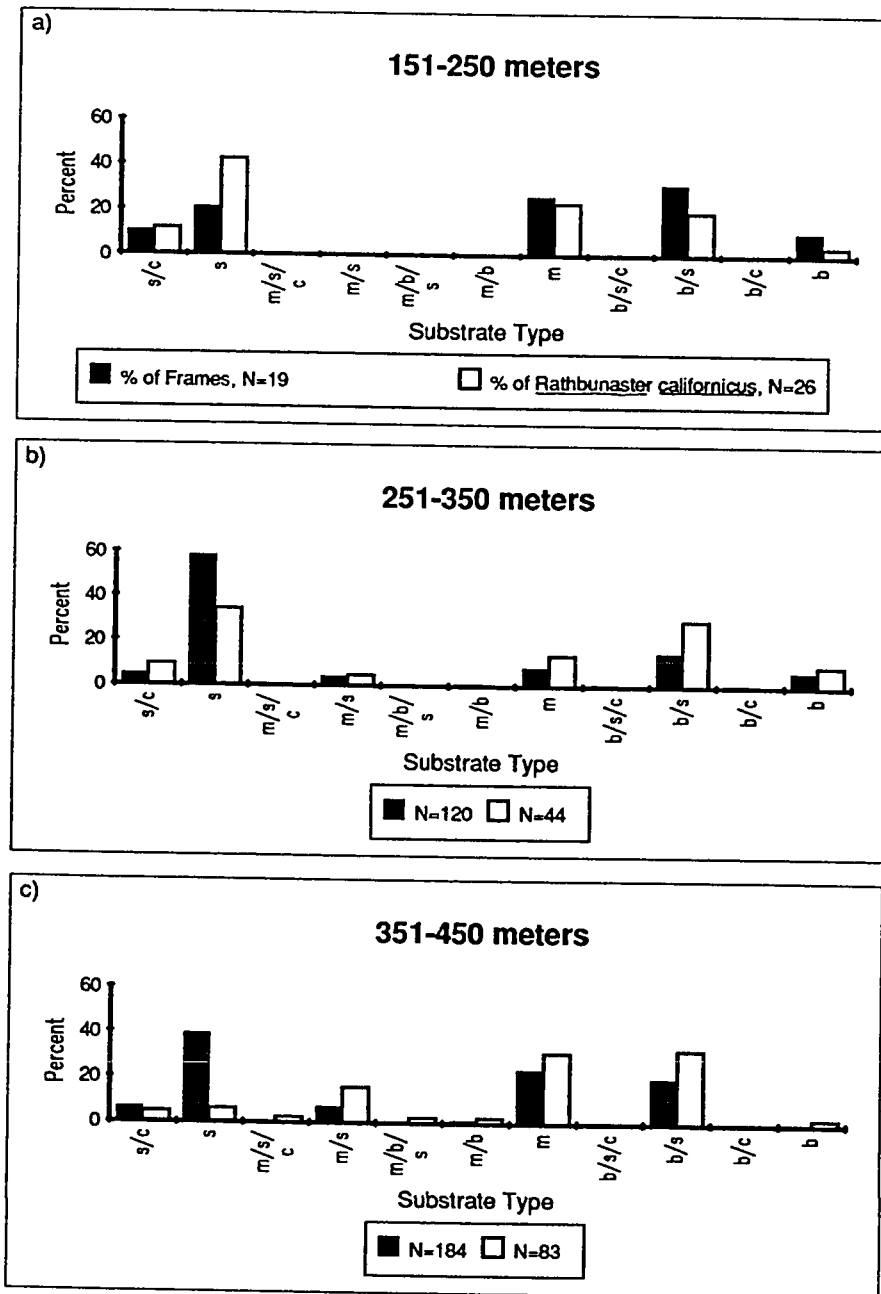 a)
151-250 meters
Percent
60
40
20
0
s/c
s
m/s/
c
m/s
m/b/
s
m/b
m
b/s/c
b/s
b/c
b
Substrate Type
% of Frames, N=19
% of Rathbunaster californicus, N=26
b)
251-350 meters
Percent
60
40
20
0
s/c
s
m/s/
c
m/s
m/b/
s
m/b
m
b/s/c
b/s
b/c
b
Substrate Type
N=120
N=44
c)
351-450 meters
Percent
60
40
20
0
s/c
s
m/s/
c
m/s
m/b/
s
m/b
m
b/s/c
b/s
b/c
b
Substrate Type
N=184
N=83